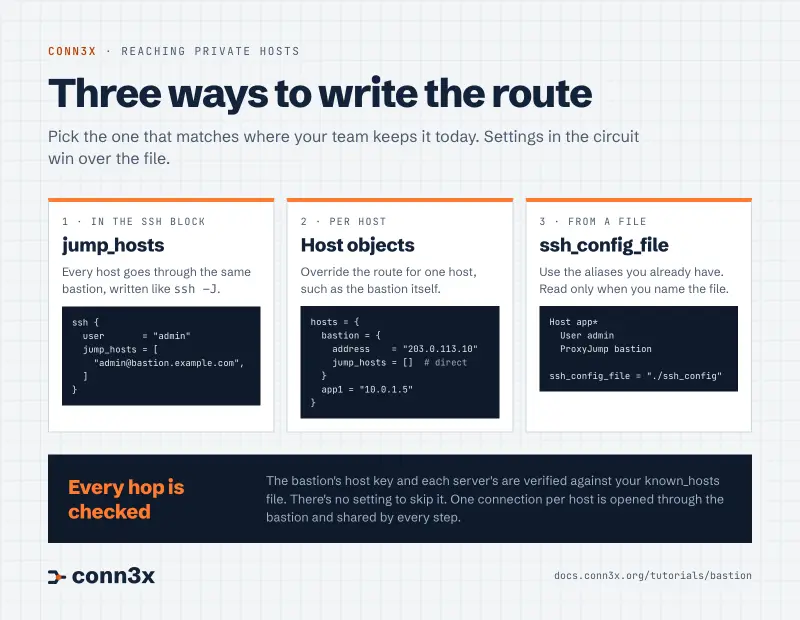 CONN3X · REACHING PRIVATE HOSTS
Three ways to write the route
Pick the one that matches where your team keeps it today. Settings in the circuit
win over the file.
1 · IN THE SSH BLOCK
jump_hosts
Every host goes through the same
bastion, written like ssh -J.
ssh {
  user       = "admin"
  jump_hosts = [
    "admin@bastion.example.com",
  ]
}
2 · PER HOST
Host objects
Override the route for one host,
such as the bastion itself.
hosts = {
  bastion = {
    address    = "203.0.113.10"
    jump_hosts = []  # direct
  }
  app1 = "10.0.1.5"
}
3 · FROM A FILE
ssh_config_file
Use the aliases you already have.
Read only when you name the file.
Host app*
  User admin
  ProxyJump bastion
ssh_config_file = "./ssh_config"
Every hop is
checked
The bastion's host key and each server's are verified against your known_hosts
file. There's no setting to skip it. One connection per host is opened through the
bastion and shared by every step.
conn3x
docs.conn3x.org/tutorials/bastion